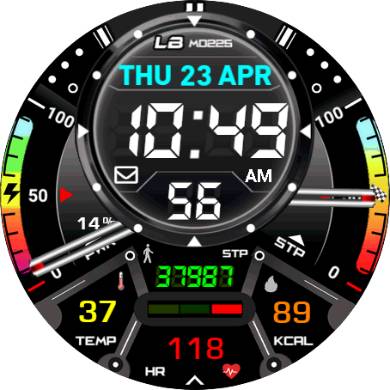 LB MD225
THU 23 APR
100
100
10:49
AM
56
50
14%
PWR
STP
0
0
STP
37987
37
89
TEMP
KCAL
118
HR